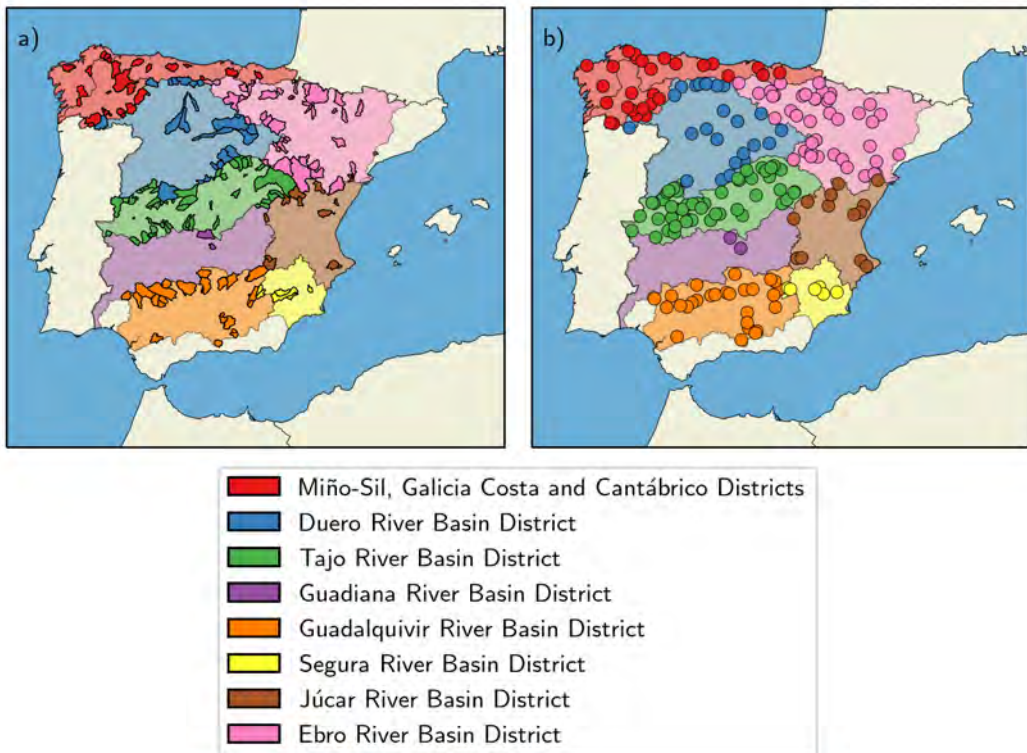 a)
b)
Miño-Sil, Galicia Costa and Cantábrico Districts
Duero River Basin District
Tajo River Basin District
Guadiana River Basin District
Guadalquivir River Basin District
Segura River Basin District
Júcar River Basin District
Ebro River Basin District